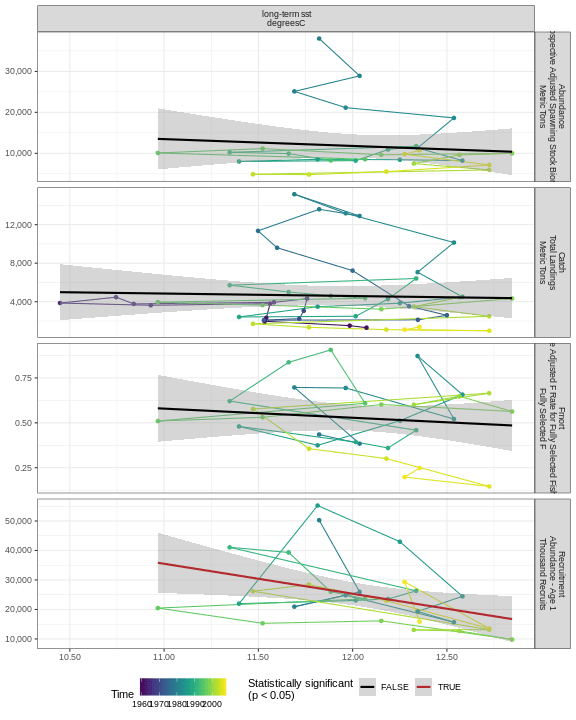 long-term sst
degreesC
30,000
20,000
10,000
Abundance
Adjusted Spawning Stock
Metric Tons
12,000
8,000
4,000
Catch
Total Landings
Metric Tons
0.75
0.50
0.25
Fmort
Adjusted F Rate for Fully Selected
Fully Selected F
50,000
40,000
30,000
20,000
10,000
Recruitment
Abundance - Age 1
Thousand Recruits
10.50 11.00 11.50 12.00 12.50
Time
1960 1970 1980 1990 2000
Statistically significant
(p < 0.05)
FALSE
TRUE